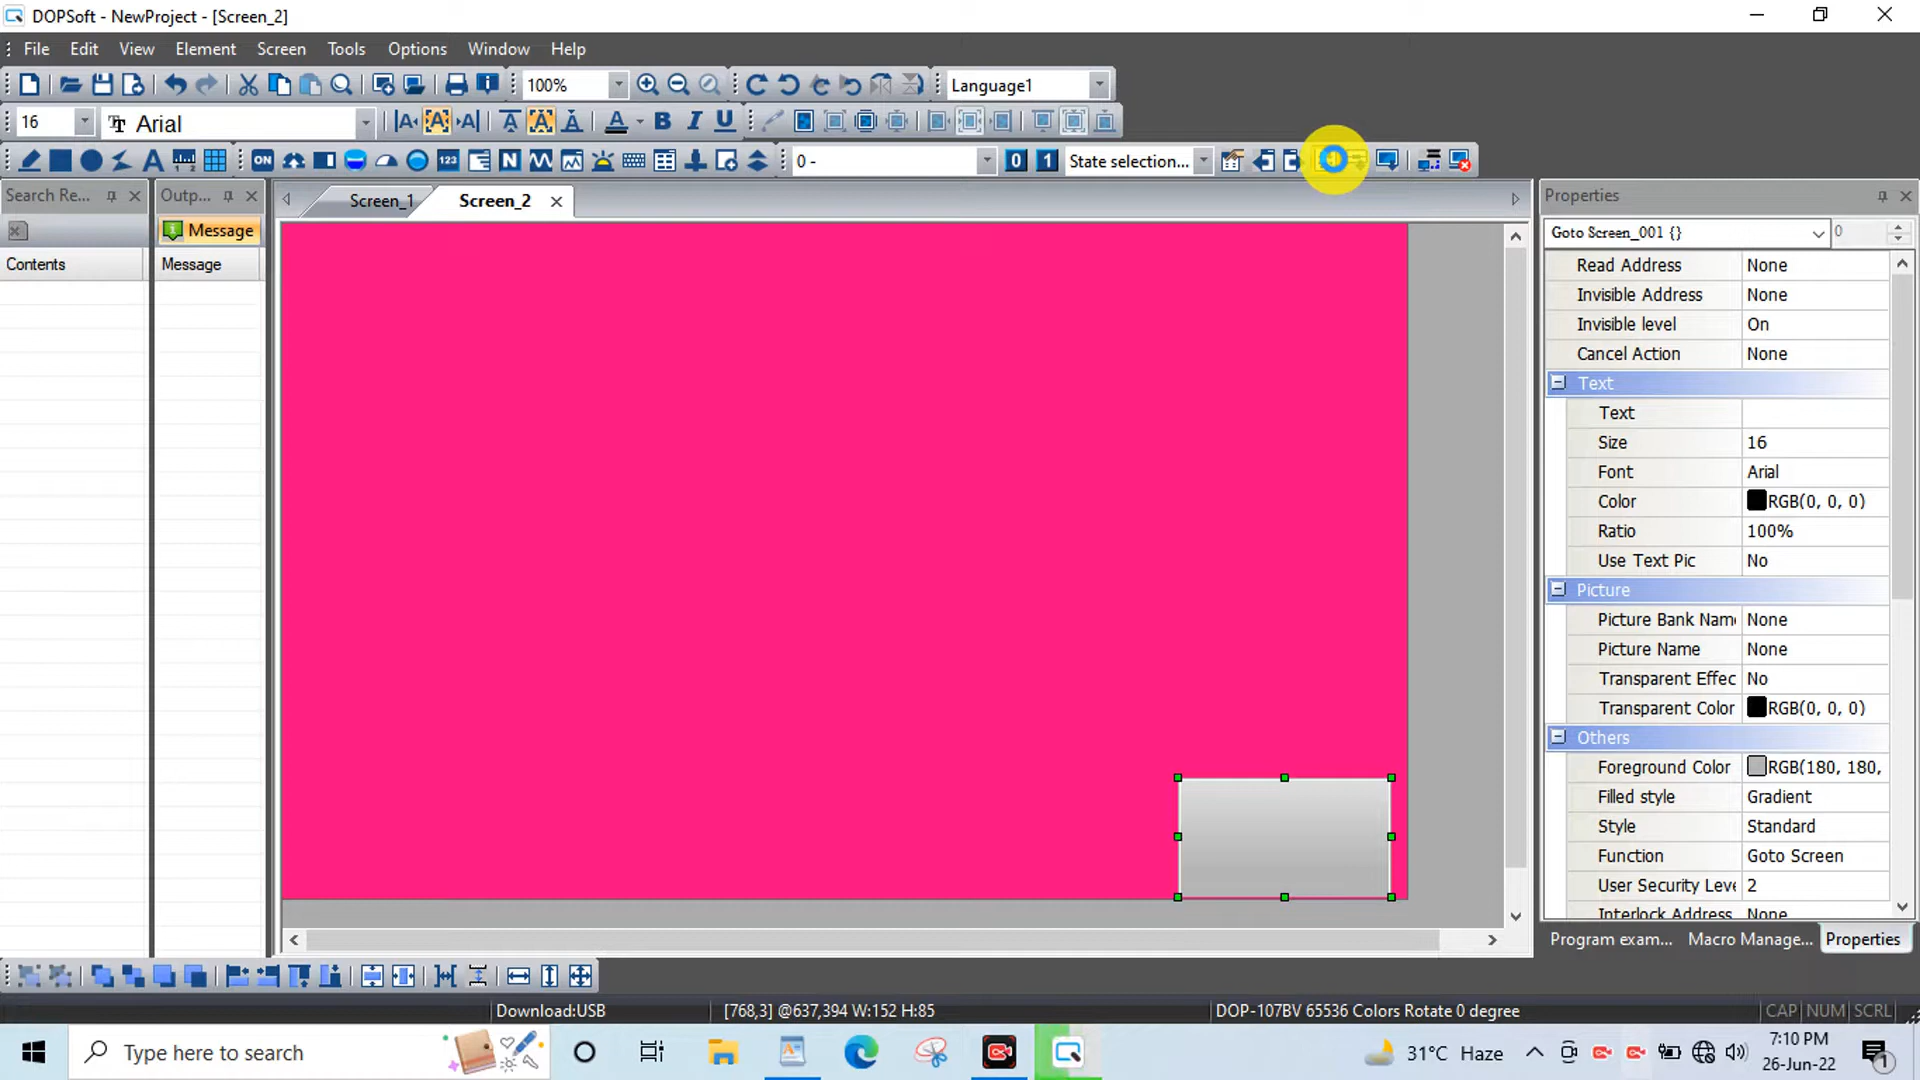 DOPSoft - NewProject - [Screen_2]
File Edit View Element Screen Tools Options Window Help
100% Language1
16 Arial
ON 123 N 0 - 0 1 State selection...
Search Re... Outp... Screen_1 Screen_2 Properties
Message Goto Screen_001 {} 0
Contents Message Read Address None
Invisible Address None
Invisible level On
Cancel Action None
Text
Text
Size 16
Font Arial
Color RGB(0, 0, 0)
Ratio 100%
Use Text Pic No
Picture
Picture Bank Nam None
Picture Name None
Transparent Effec No
Transparent Color RGB(0, 0, 0)
Others
Foreground Color RGB(180, 180,
Filled style Gradient
Style Standard
Function Goto Screen
User Security Leve 2
Interlock Address None
Program exam... Macro Manage... Properties
Download:USB [768,3] @637,394 W:152 H:85 DOP-107BV 65536 Colors Rotate 0 degree CAP NUM SCRL
Type here to search 31°C Haze 7:10 PM
26-Jun-22 1